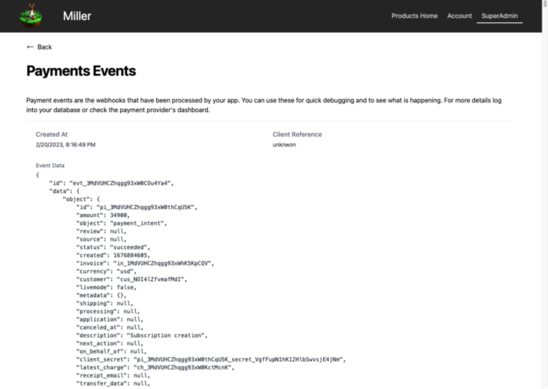 Miller
Products Home Account SuperAdmin
← Back
Payments Events
Payment events are the webhooks that have been processed by your app. You can use these for quick debugging and to see what is happening. For more details log
into your database or check the payment provider's dashboard.
Created At Client Reference
2/20/2023, 8:16:49 PM unknwon
Event Data
{
"id": "evt_3MdVUHCZhqgg93xW0COu4Ya4",
"data": {
"object": {
"id": "pi_3MdVUHCZhqgg93xW0thCqU5K",
"amount": 34900,
"object": "payment_intent",
"review": null,
"source": null,
"status": "succeeded",
"created": 1676884605,
"invoice": "in_1MdVUHCZhqgg93xWhK5KpCQV",
"currency": "usd",
"customer": "cus_NOI4lZfvmafMdI",
"livemode": false,
"metadata": {},
"shipping": null,
"processing": null,
"application": null,
"canceled_at": null,
"description": "Subscription creation",
"next_action": null,
"on_behalf_of": null,
"client_secret": "pi_3MdVUHCZhqgg93xW0thCqU5K_secret_VgfFupN1hK12HlbSwvsjE4jNm",
"latest_charge": "ch_3MdVUHCZhqgg93xW0KctMcnK",
"receipt_email": null,
"transfer_data": null,